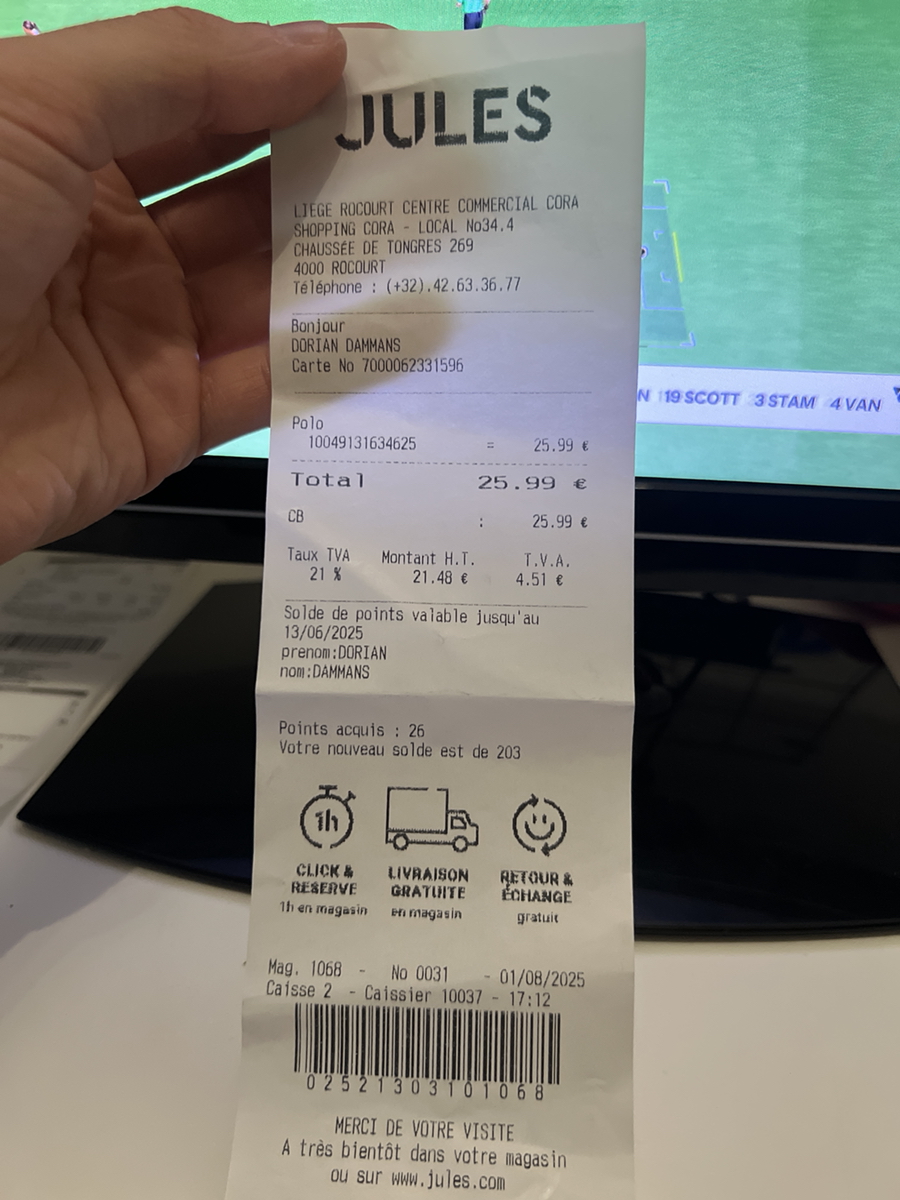 JULES
LIEGE ROCOURT CENTRE COMMERCIAL CORA
SHOPPING CORA - LOCAL No34.4
CHAUSSÉE DE TONGRES 269
4000 ROCOURT
Téléphone : (+32).42.63.36.77
Bonjour
DORIAN DAMMANS
Carte No 7000062331596
N 19 SCOTT 3 STAM 4 VAN
Polo
10049131634625 = 25.99 €
Total 25.99 €
CB : 25.99 €
Taux TVA Montant H.T. T.V.A.
21 % 21.48 € 4.51 €
Solde de points valable jusqu'au
13/06/2025
prenom:DORIAN
nom:DAMMANS
Points acquis : 26
Votre nouveau solde est de 203
1h
CLICK & RESERVE
1h en magasin
LIVRAISON GRATUITE
en magasin
RETOUR & ÉCHANGE
gratuit
Mag. 1068 - No 0031 - 01/08/2025
Caisse 2 - Caissier 10037 - 17:12
02521303101068
MERCI DE VOTRE VISITE
A très bientôt dans votre magasin
ou sur www.jules.com